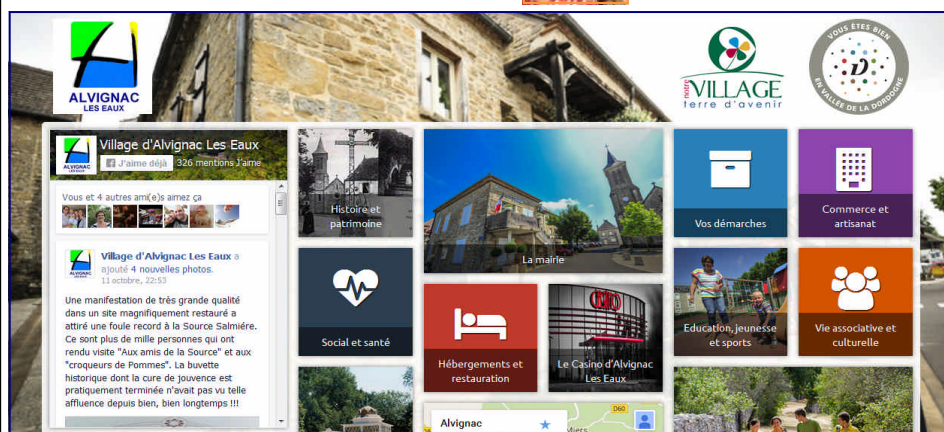 ALVIGNAC
LES EAUX
notre
VILLAGE
terre d'avenir
VOUS ÊTES BIEN
EN VALLÉE DE LA DORDOGNE
Village d'Alvignac Les Eaux
J'aime déjà 326 mentions J'aime
Vous et 4 autres ami(e)s aimez ça
ALVIGNAC
Village d'Alvignac Les Eaux a
ajouté 4 nouvelles photos.
11 octobre, 22:53
Une manifestation de très grande qualité
dans un site magnifiquement restauré a
attiré une foule record à la Source Salmière.
Ce sont plus de mille personnes qui ont
rendu visite "Aux amis de la Source" et aux
"croqueurs de Pommes". La buvette
historique dont la cure de jouvence est
pratiquement terminée n'avait pas vu telle
affluence depuis bien, bien longtemps !!!
Histoire et
patrimoine
La mairie
Vos démarches
Commerce et
artisanat
Social et santé
Hébergements et
restauration
Le Casino d'Alvignac
Les Eaux
Education, jeunesse
et sports
Vie associative et
culturelle
Alvignac
Miers
D60